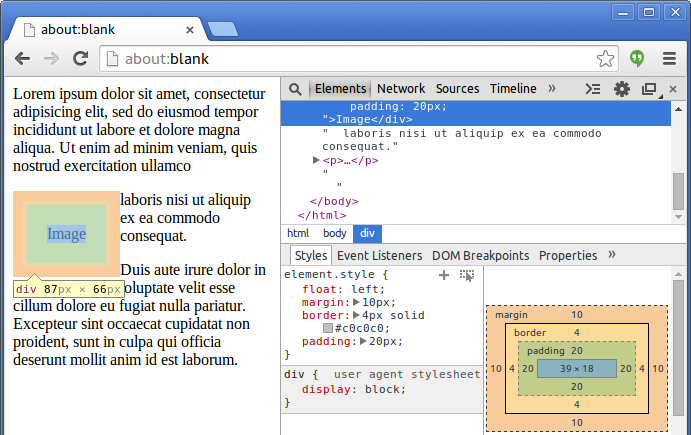 about:blank
about:blank
Lorem ipsum dolor sit amet, consectetur
adipisicing elit, sed do eiusmod tempor
incididunt ut labore et dolore magna
aliqua. Ut enim ad minim veniam, quis
nostrud exercitation ullamco
Image
laboris nisi ut aliquip
ex ea commodo
consequat.
div 87px × 66px
Duis aute irure dolor in
oluptate velit esse
cillum dolore eu fugiat nulla pariatur.
Excepteur sint occaecat cupidatat non
proident, sunt in culpa qui officia
deserunt mollit anim id est laborum.
Elements Network Sources Timeline »
padding: 20px;
">Image</div>
" laboris nisi ut aliquip ex ea commodo
consequat."
▶<p>…</p>
"
"
</body>
</html>
html body div
Styles Event Listeners DOM Breakpoints Properties »
element.style {
float: left;
margin:▶10px;
border:▶4px solid
#c0c0c0;
padding:▶20px;
}
div { user agent stylesheet
display: block;
}
margin 10
border 4
padding 20
10 4 20 39 × 18 20 4 10
20
4
10